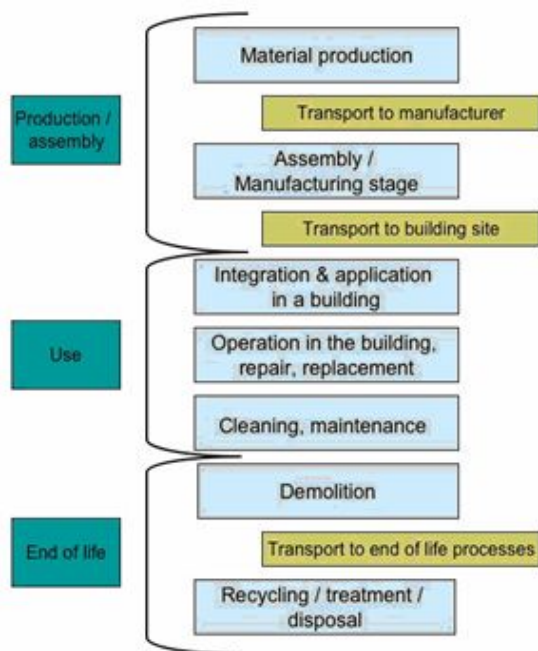 Production /
assembly
Material production
Transport to manufacturer
Assembly /
Manufacturing stage
Transport to building site
Use
Integration & application
in a building
Operation in the building,
repair, replacement
Cleaning, maintenance
End of life
Demolition
Transport to end of life processes
Recycling / treatment /
disposal